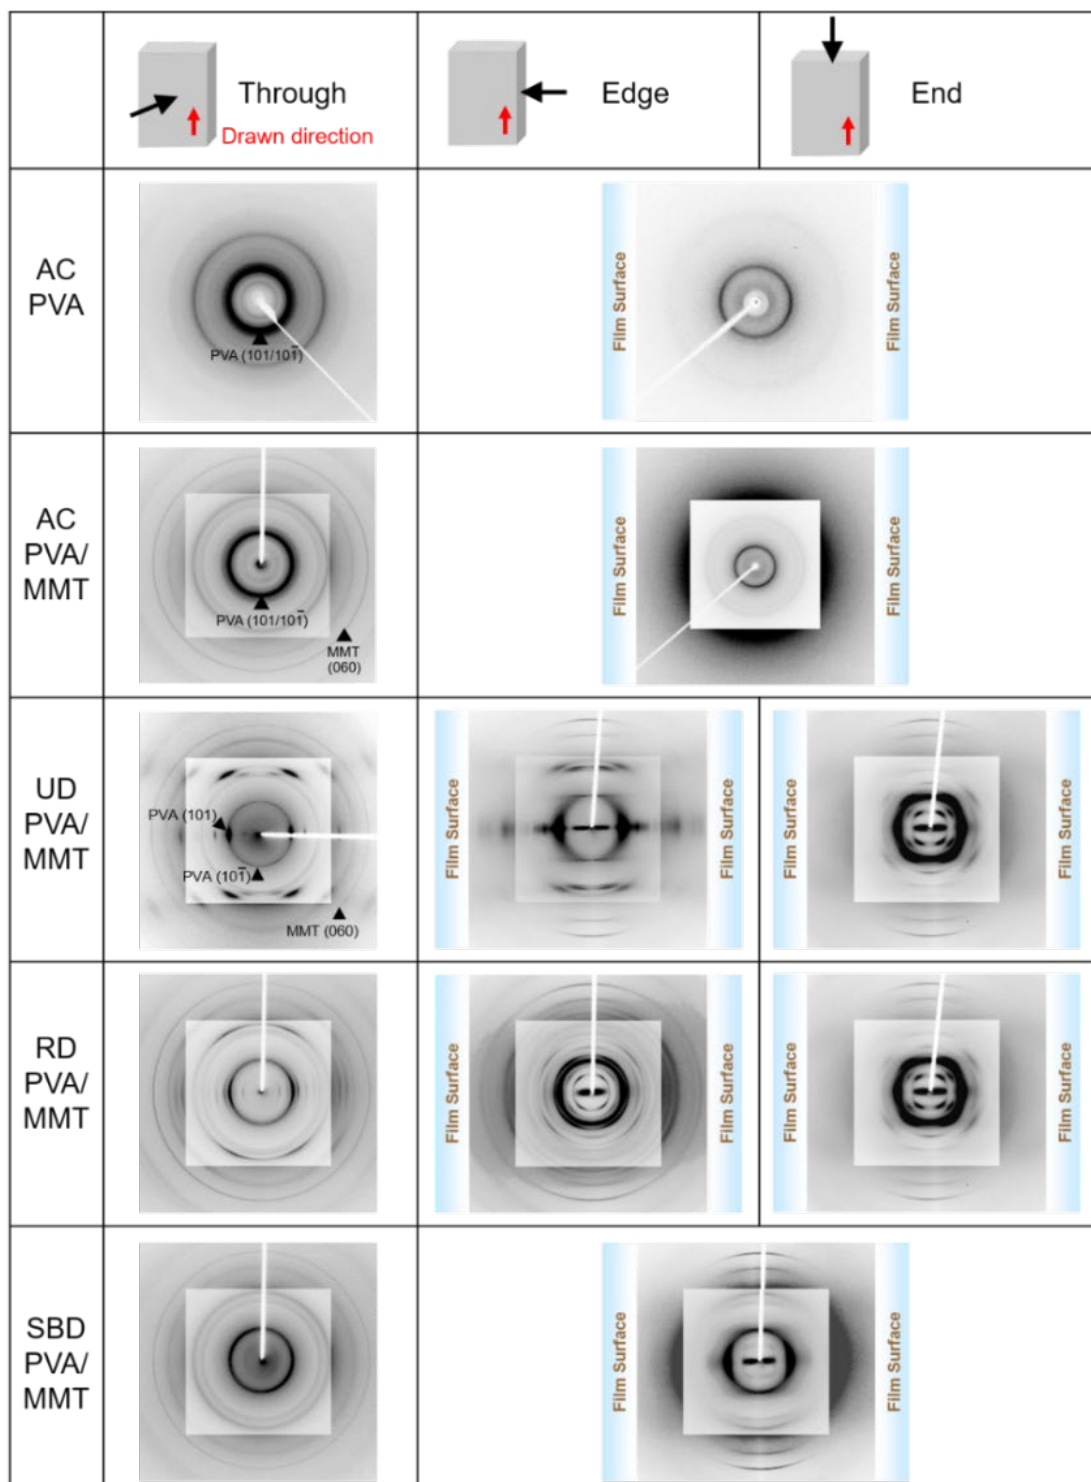 Through
Drawn direction
Edge
End
AC
PVA
PVA (101/101̅)
Film Surface
Film Surface
AC
PVA/
MMT
PVA (101/101̅)
MMT
(060)
Film Surface
Film Surface
UD
PVA/
MMT
PVA (101)
PVA (101̅)
MMT (060)
Film Surface
Film Surface
Film Surface
Film Surface
RD
PVA/
MMT
Film Surface
Film Surface
Film Surface
Film Surface
SBD
PVA/
MMT
Film Surface
Film Surface